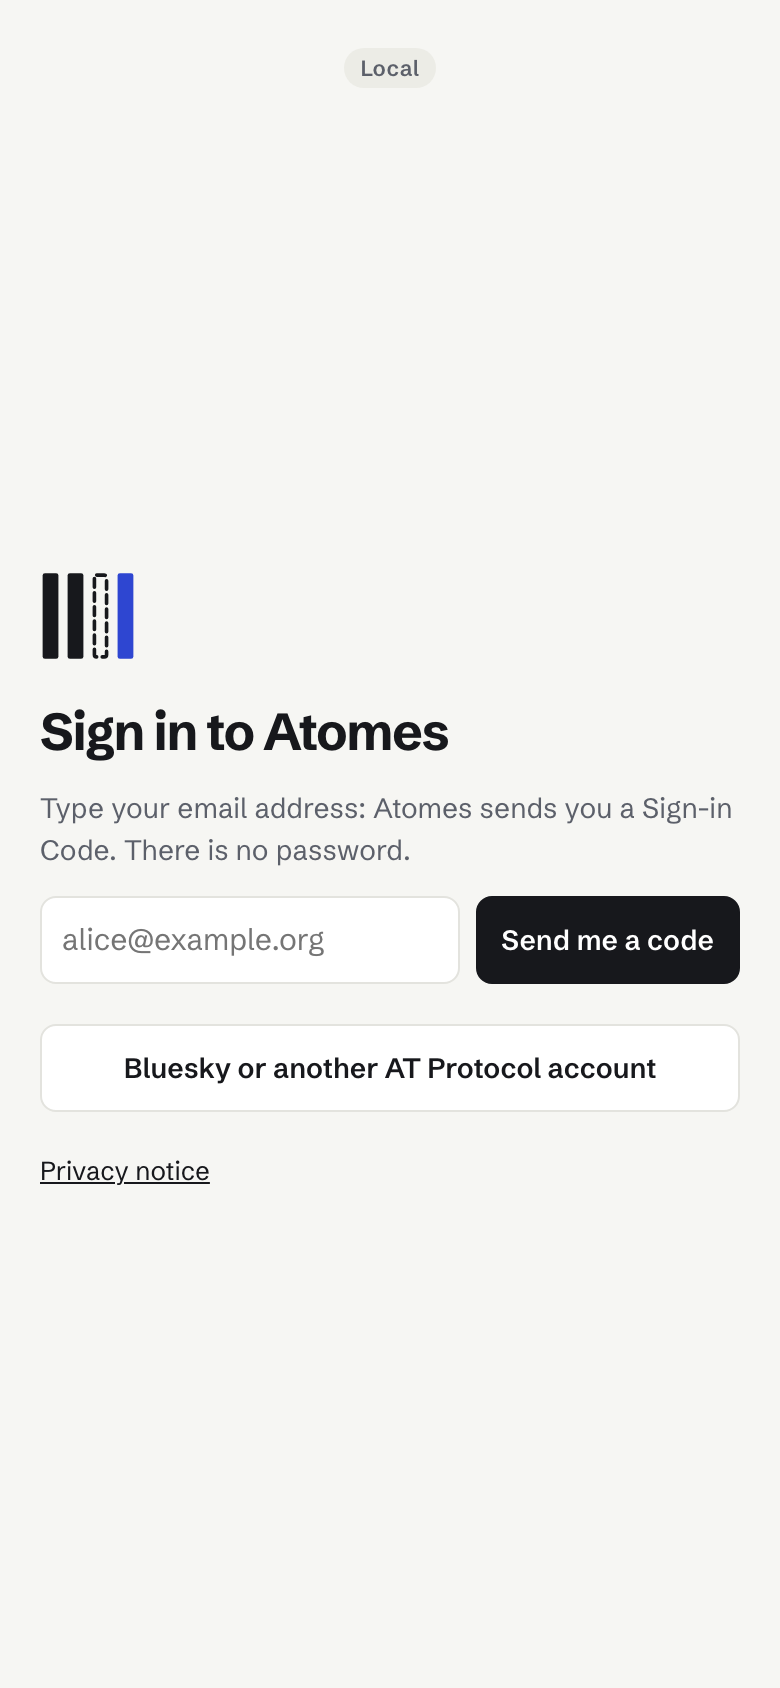 Local
Sign in to Atomes
Type your email address: Atomes sends you a Sign-in
Code. There is no password.
alice@example.org
Send me a code
Bluesky or another AT Protocol account
Privacy notice